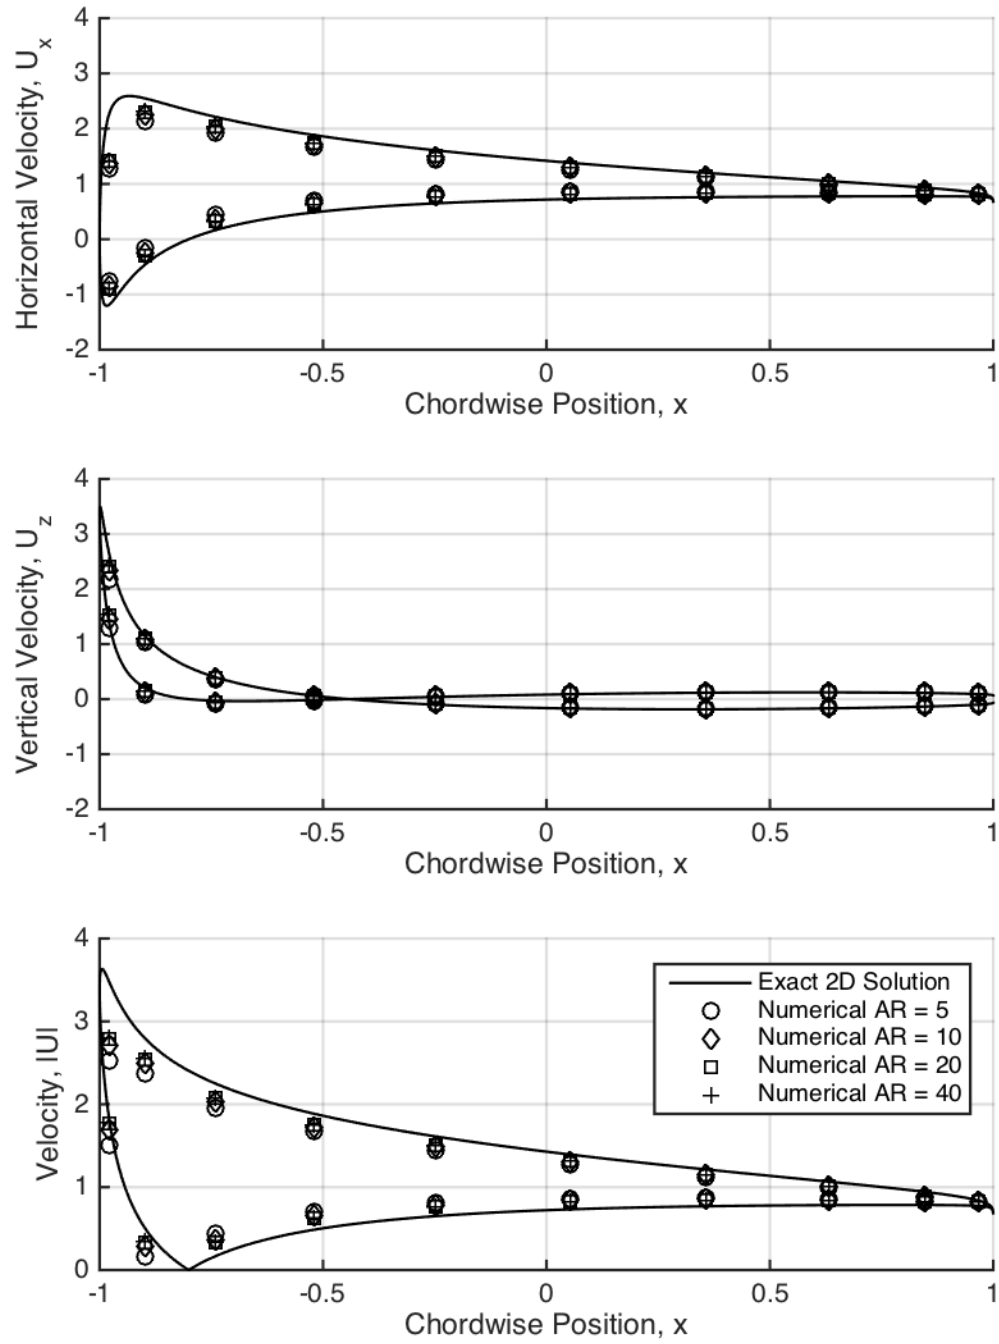 4
3
2
1
0
-1
-2
Horizontal Velocity, Ux
-1 -0.5 0 0.5 1
Chordwise Position, x
4
3
2
1
0
-1
-2
Vertical Velocity, Uz
-1 -0.5 0 0.5 1
Chordwise Position, x
4
3
2
1
0
Velocity, |U|
Exact 2D Solution
Numerical AR = 5
Numerical AR = 10
Numerical AR = 20
Numerical AR = 40
-1 -0.5 0 0.5 1
Chordwise Position, x